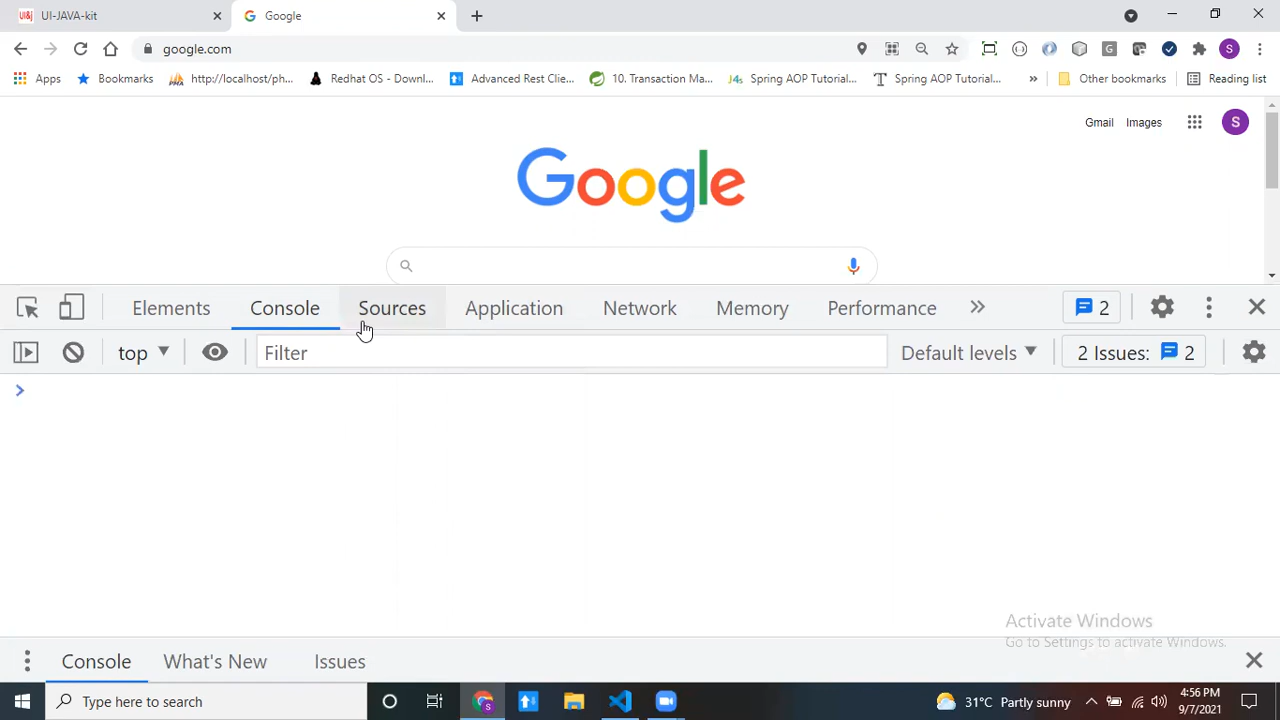 UI&J UI-JAVA-kit
G Google
google.com
S
Apps
Bookmarks
http://localhost/ph...
Redhat OS - Downl...
Advanced Rest Clie...
10. Transaction Ma...
J4s Spring AOP Tutorial...
T Spring AOP Tutorial...
»
Other bookmarks
Reading list
Gmail Images S
Google
Elements Console Sources Application Network Memory Performance » 2
top Filter Default levels 2 Issues: 2
>
Activate Windows
Go to Settings to activate Windows.
Console What's New Issues
Type here to search
31°C Partly sunny
4:56 PM
9/7/2021